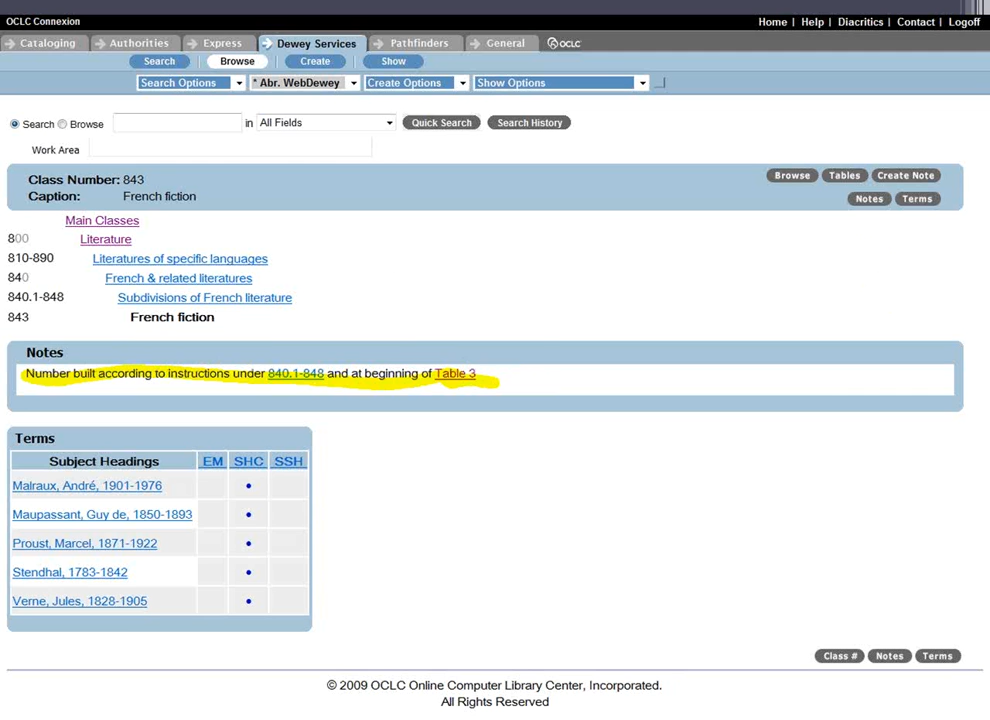 OCLC Connexion
Home | Help | Diacritics | Contact | Logoff
Cataloging Authorities Express Dewey Services Pathfinders General OCLC
Search Browse Create Show
Search Options * Abr. WebDewey Create Options Show Options
Search Browse in All Fields Quick Search Search History
Work Area
Class Number: 843 Browse Tables Create Note
Caption: French fiction Notes Terms
Main Classes
800 Literature
810-890 Literatures of specific languages
840 French & related literatures
840.1-848 Subdivisions of French literature
843 French fiction
Notes
Number built according to instructions under 840.1-848 and at beginning of Table 3
Terms
Subject Headings EM SHC SSH
Malraux, André, 1901-1976 •
Maupassant, Guy de, 1850-1893 •
Proust, Marcel, 1871-1922 •
Stendhal, 1783-1842 •
Verne, Jules, 1828-1905 •
Class # Notes Terms
© 2009 OCLC Online Computer Library Center, Incorporated.
All Rights Reserved